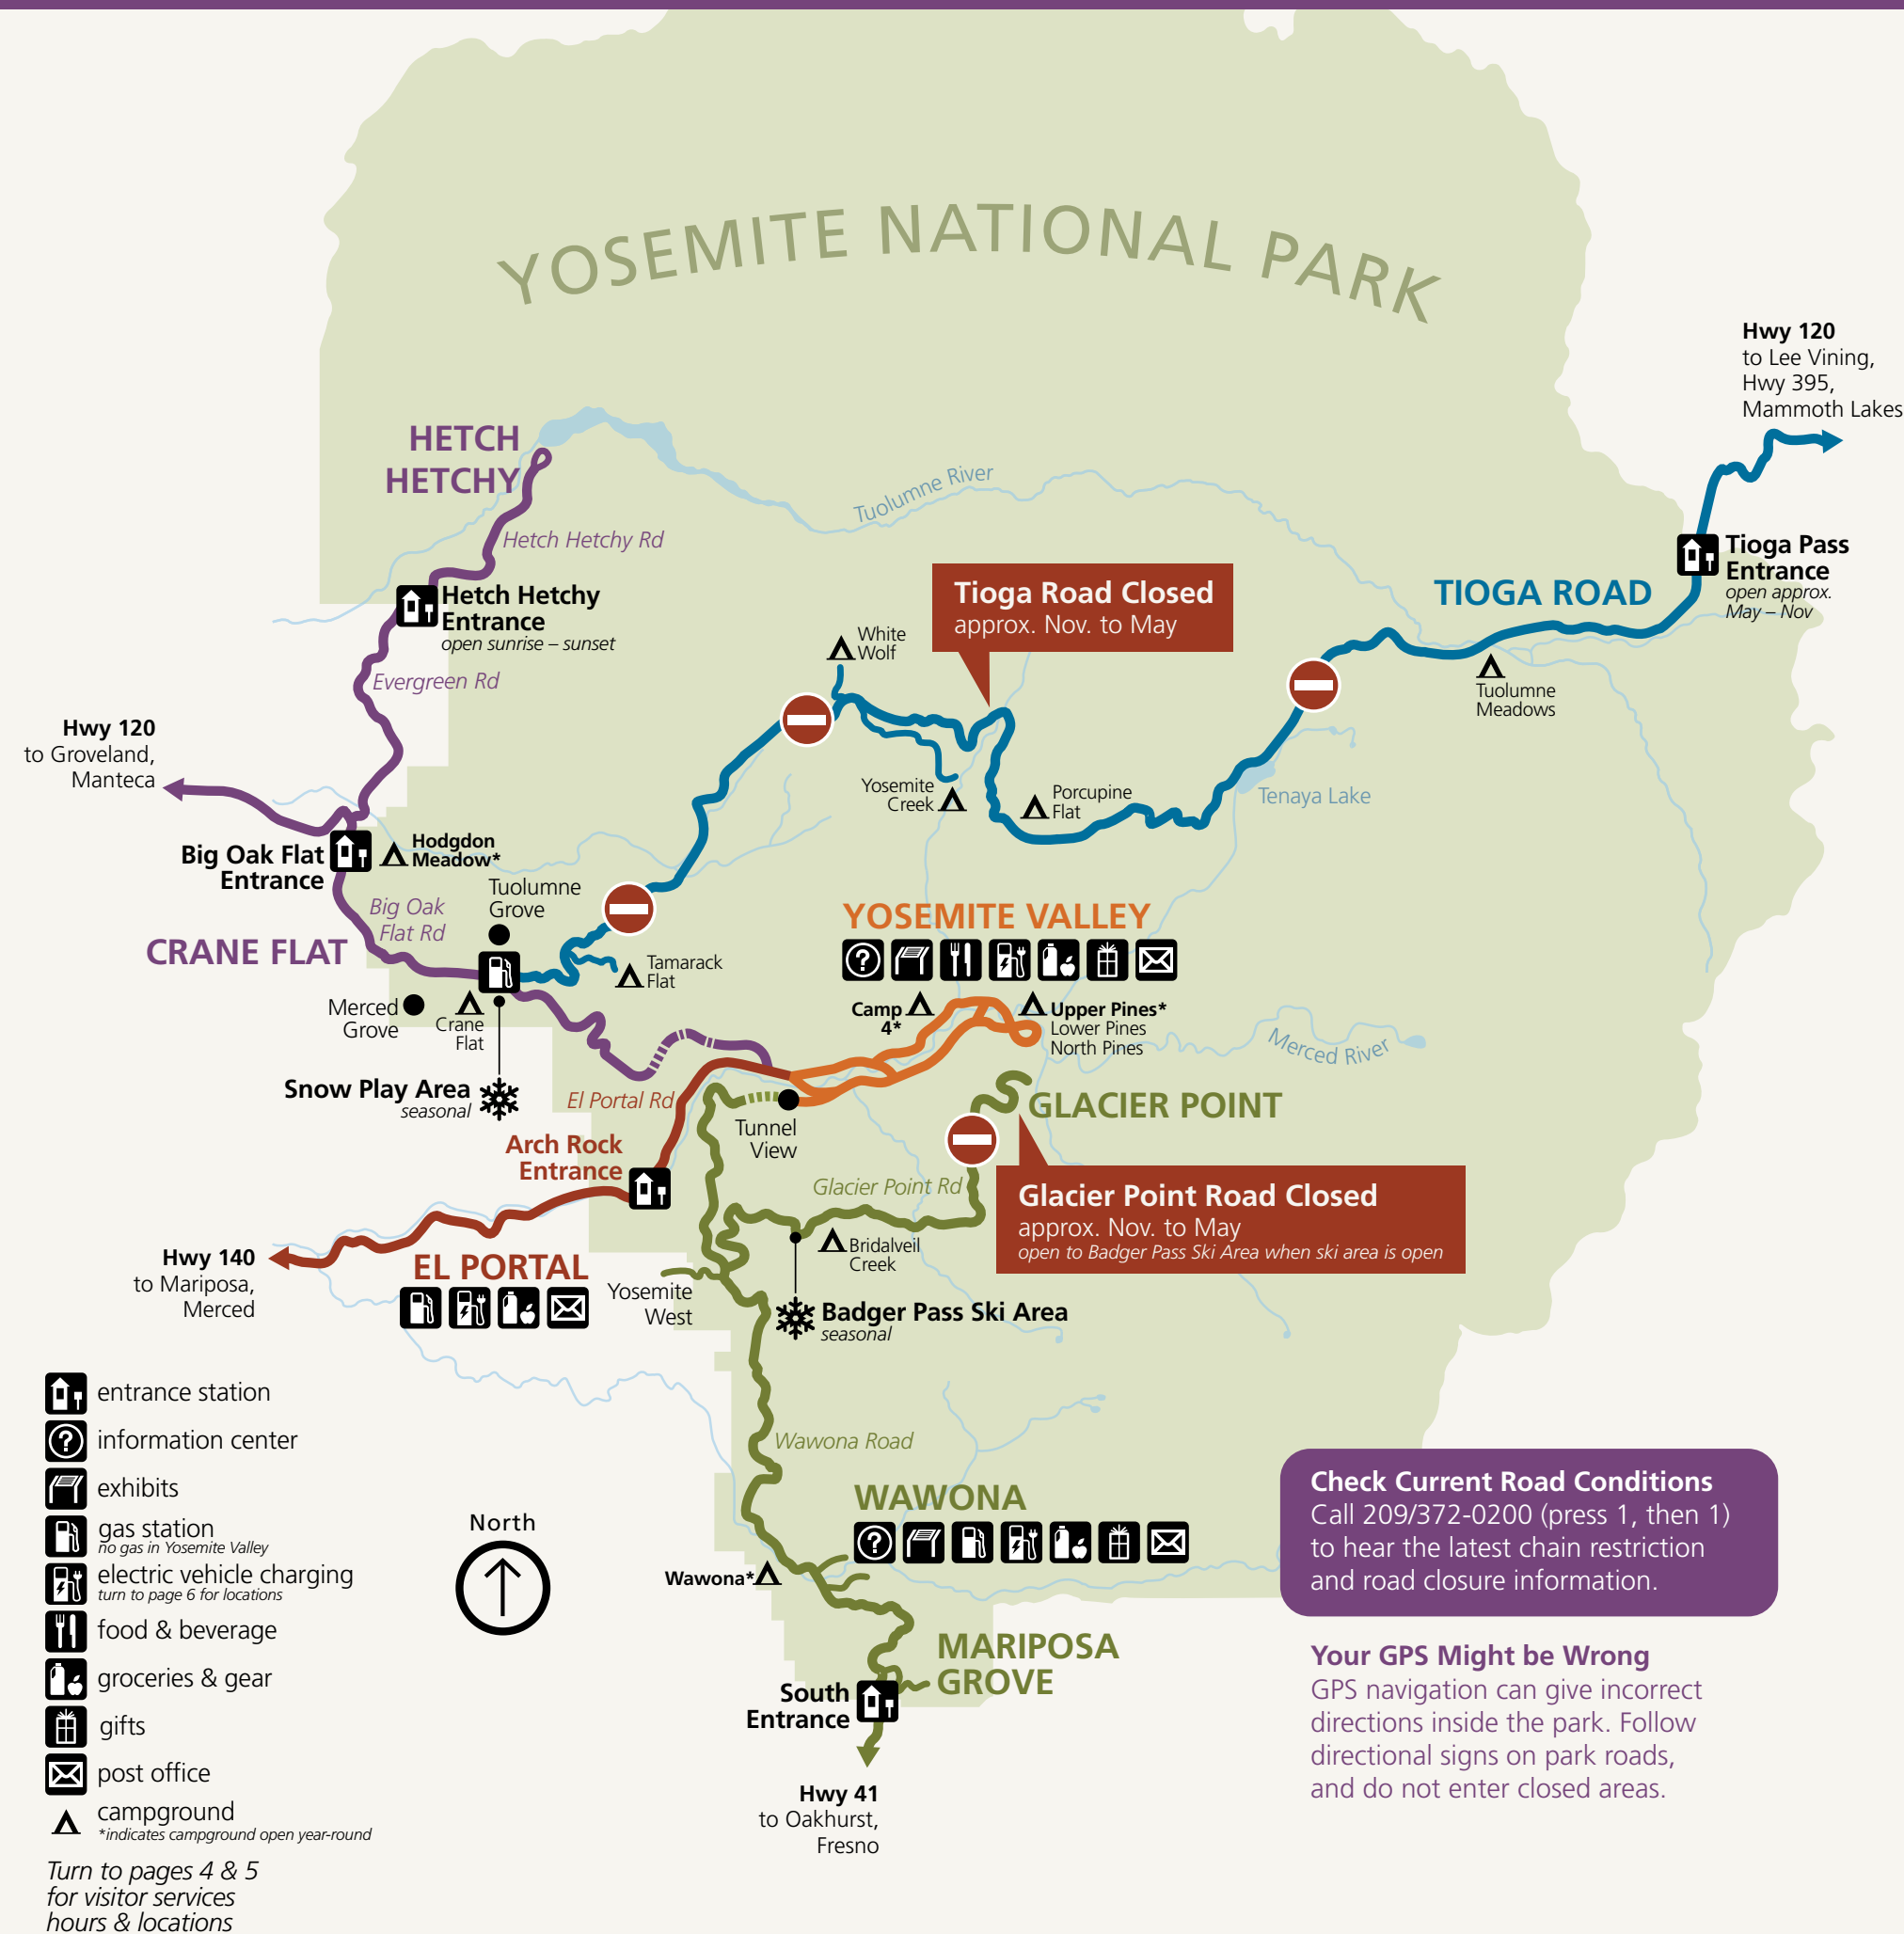 YOSEMITE NATIONAL PARK
Hwy 120
to Lee Vining,
Hwy 395,
Mammoth Lakes
HETCH
HETCHY
Tuolumne River
Hetch Hetchy Rd
Tioga Pass
Entrance
open approx.
May – Nov
TIOGA ROAD
Hetch Hetchy
Entrance
open sunrise – sunset
Tioga Road Closed
approx. Nov. to May
White
Wolf
Evergreen Rd
Tuolumne
Meadows
Hwy 120
to Groveland,
Manteca
Yosemite
Creek
Porcupine
Flat
Tenaya Lake
Big Oak Flat
Entrance
Hodgdon
Meadow*
Tuolumne
Grove
Big Oak
Flat Rd
YOSEMITE VALLEY
CRANE FLAT
Tamarack
Flat
Merced
Grove
Crane
Flat
Camp
4*
Upper Pines*
Lower Pines
North Pines
Merced River
Snow Play Area
seasonal
El Portal Rd
GLACIER POINT
Tunnel
View
Arch Rock
Entrance
Glacier Point Rd
Glacier Point Road Closed
approx. Nov. to May
open to Badger Pass Ski Area when ski area is open
Bridalveil
Creek
Hwy 140
to Mariposa,
Merced
EL PORTAL
Yosemite
West
Badger Pass Ski Area
seasonal
entrance station
information center
exhibits
gas station
no gas in Yosemite Valley
electric vehicle charging
turn to page 6 for locations
food & beverage
groceries & gear
gifts
post office
campground
*indicates campground open year-round
Turn to pages 4 & 5
for visitor services
hours & locations
North
Wawona Road
WAWONA
Wawona*
MARIPOSA
GROVE
South
Entrance
Hwy 41
to Oakhurst,
Fresno
Check Current Road Conditions
Call 209/372-0200 (press 1, then 1)
to hear the latest chain restriction
and road closure information.
Your GPS Might be Wrong
GPS navigation can give incorrect
directions inside the park. Follow
directional signs on park roads,
and do not enter closed areas.